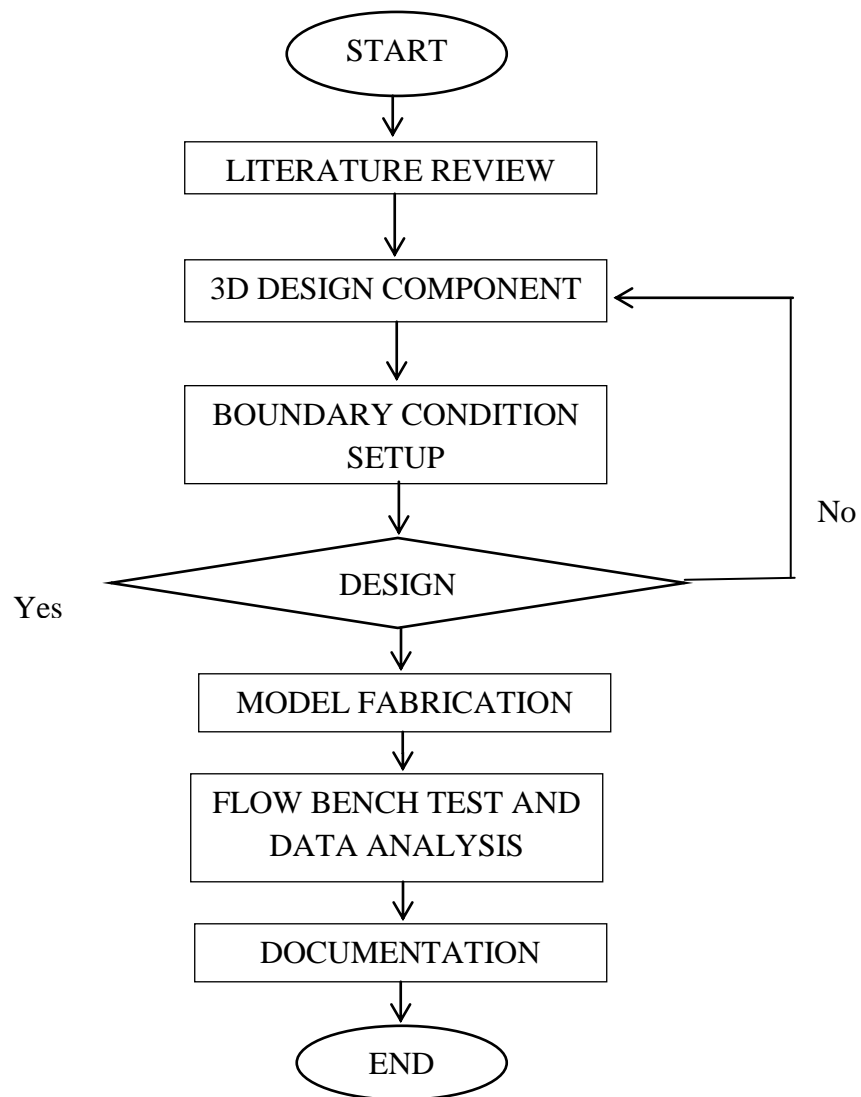 START
LITERATURE REVIEW
3D DESIGN COMPONENT
BOUNDARY CONDITION
SETUP
No
DESIGN
Yes
MODEL FABRICATION
FLOW BENCH TEST AND
DATA ANALYSIS
DOCUMENTATION
END